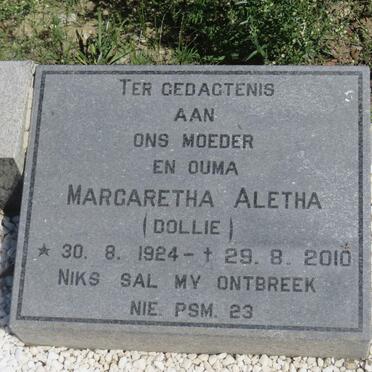 TER GEDAGTENIS
AAN
ONS MOEDER
EN OUMA
MARGARETHA ALETHA
(DOLLIE)
* 30. 8. 1924 – † 29. 8. 2010
NIKS SAL MY ONTBREEK
NIE. PSM. 23